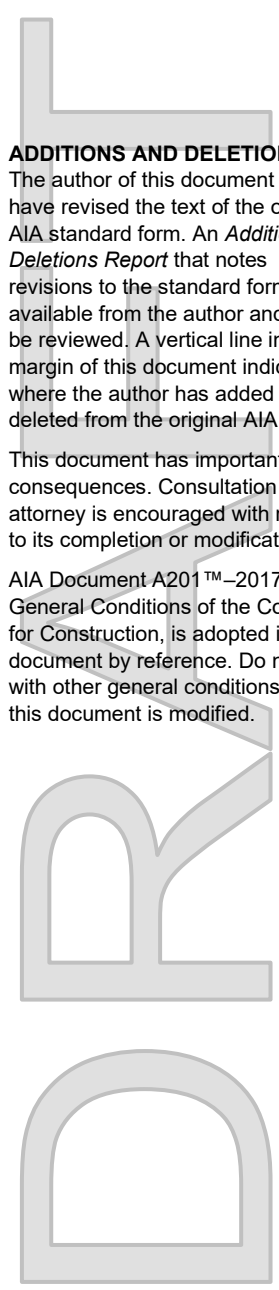 ADDITIONS AND DELETION
The author of this document
have revised the text of the o
AIA standard form. An Additi
Deletions Report that notes
revisions to the standard form
available from the author and
be reviewed. A vertical line in
margin of this document indic
where the author has added
deleted from the original AIA
This document has important
consequences. Consultation
attorney is encouraged with r
to its completion or modificat
AIA Document A201™–2017
General Conditions of the Co
for Construction, is adopted i
document by reference. Do n
with other general conditions
this document is modified.
DRAFT